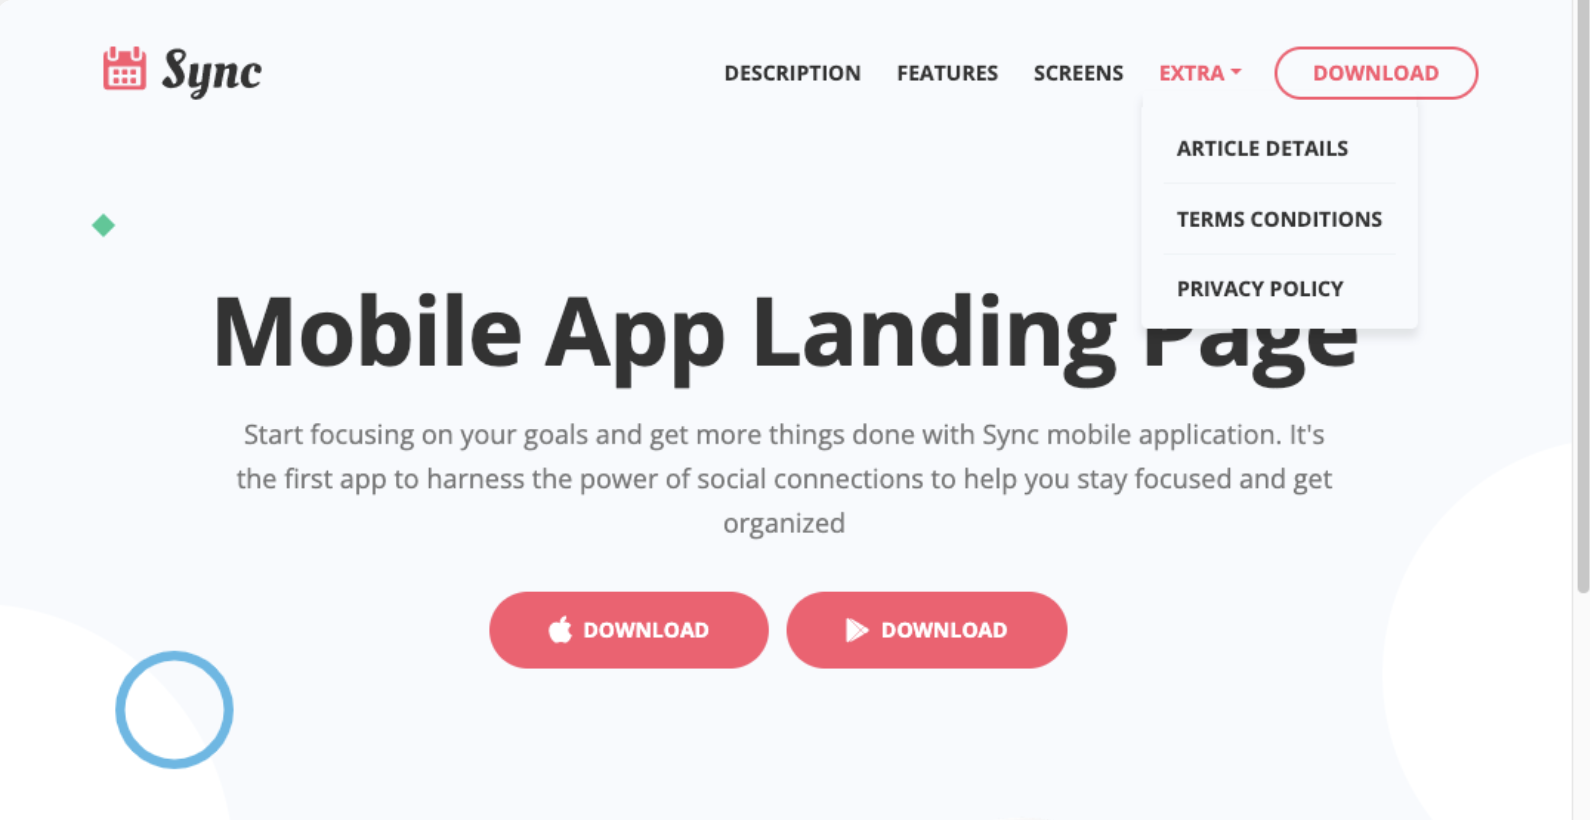 Sync
DESCRIPTION FEATURES SCREENS EXTRA DOWNLOAD
ARTICLE DETAILS
TERMS CONDITIONS
PRIVACY POLICY
Mobile App Landing Page
Start focusing on your goals and get more things done with Sync mobile application. It's
the first app to harness the power of social connections to help you stay focused and get
organized
DOWNLOAD DOWNLOAD